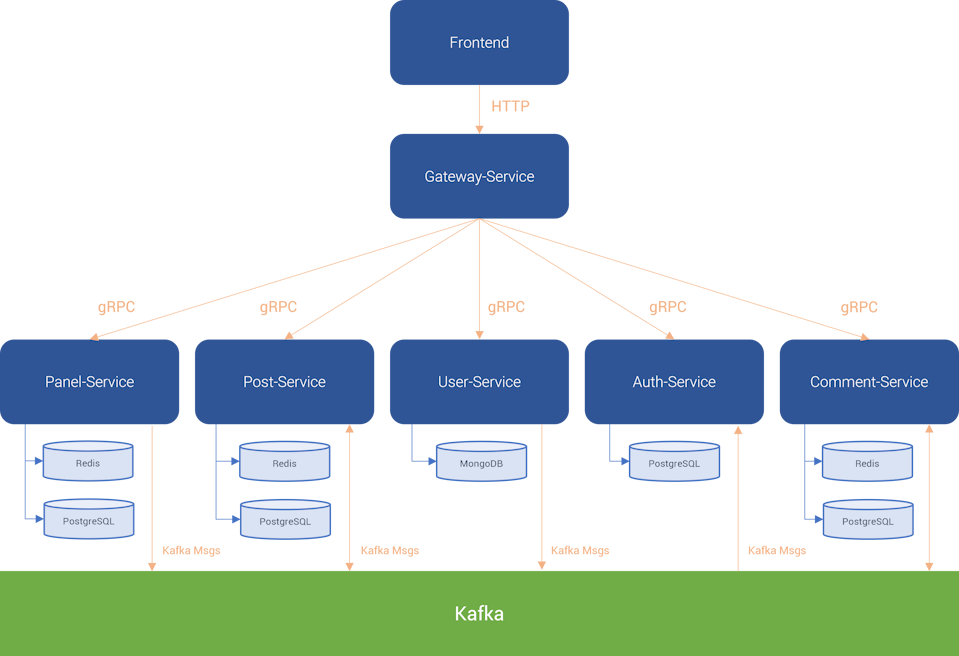 Frontend
HTTP
Gateway-Service
gRPC gRPC gRPC gRPC gRPC
Panel-Service Post-Service User-Service Auth-Service Comment-Service
Redis Redis MongoDB PostgreSQL Redis
PostgreSQL PostgreSQL PostgreSQL
Kafka Msgs Kafka Msgs Kafka Msgs Kafka Msgs
Kafka